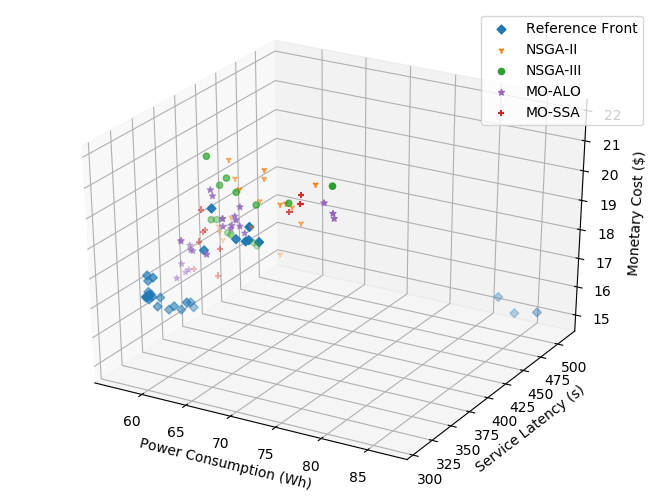 Reference Front
NSGA-II
NSGA-III
MO-ALO
MO-SSA
22
21
20
19
18
17
16
15
Monetary Cost ($)
60
65
70
75
80
85
Power Consumption (Wh)
300
325
350
375
400
425
450
475
500
Service Latency (s)